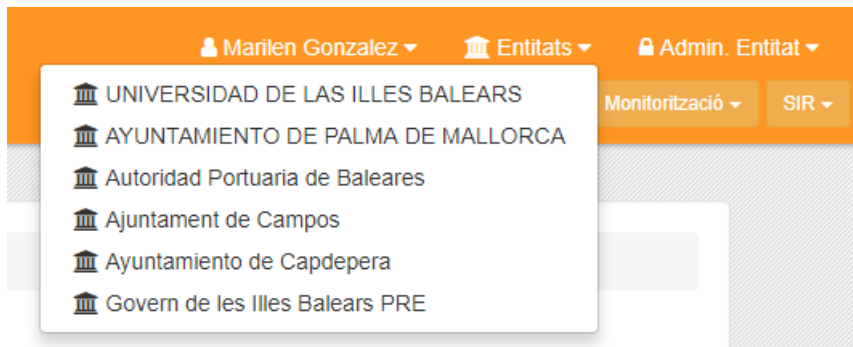 Marilen Gonzalez Entitats Admin. Entitat
UNIVERSIDAD DE LAS ILLES BALEARS
Monitorització SIR
AYUNTAMIENTO DE PALMA DE MALLORCA
Autoridad Portuaria de Baleares
Ajuntament de Campos
Ayuntamiento de Capdepera
Govern de les Illes Balears PRE